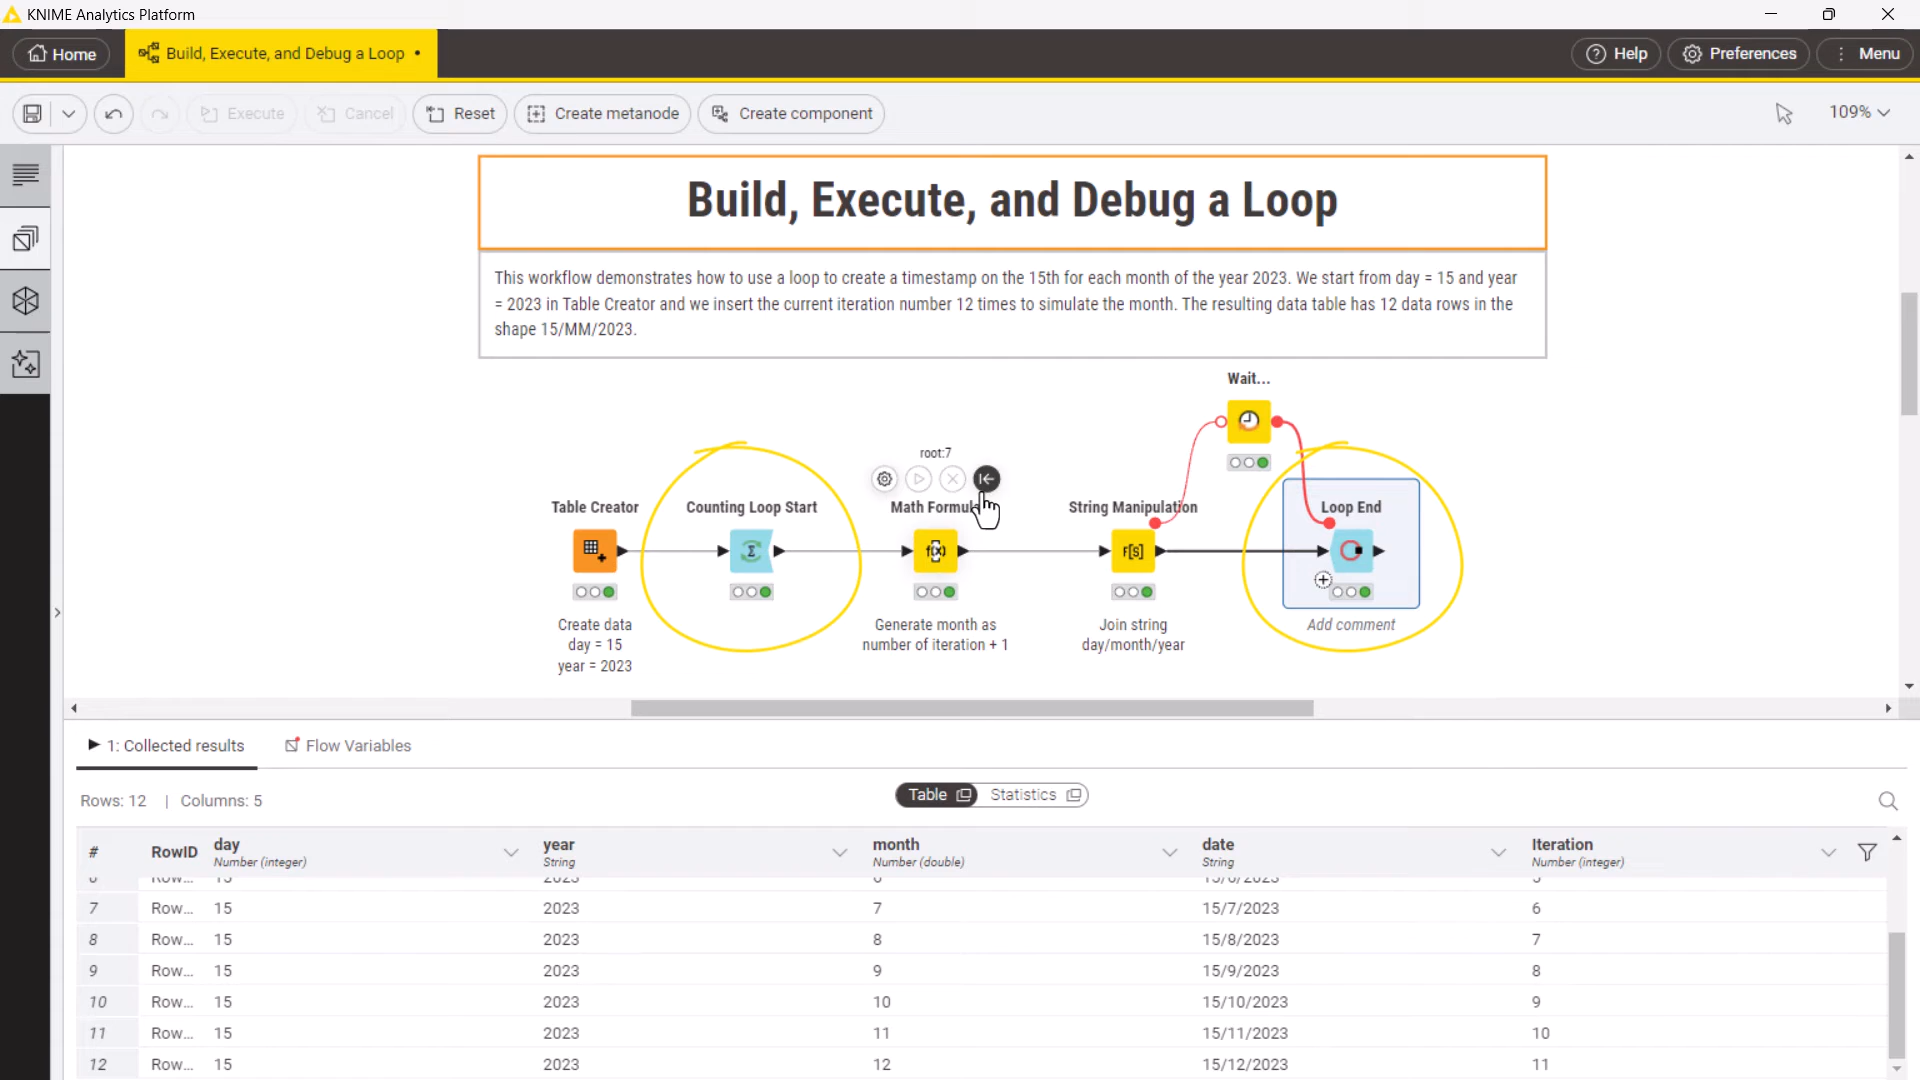 KNIME Analytics Platform
Home
Build, Execute, and Debug a Loop •
Help
Preferences
Menu
Execute
Cancel
Reset
Create metanode
Create component
109%
Build, Execute, and Debug a Loop
This workflow demonstrates how to use a loop to create a timestamp on the 15th for each month of the year 2023. We start from day = 15 and year
= 2023 in Table Creator and we insert the current iteration number 12 times to simulate the month. The resulting data table has 12 data rows in the
shape 15/MM/2023.
Wait...
root:7
Table Creator
Counting Loop Start
String Manipulation
Loop End
f(x)
F[S]
Create data
day = 15
year = 2023
Generate month as
number of iteration + 1
Join string
day/month/year
Add comment
1: Collected results
Flow Variables
Rows: 12 | Columns: 5
Table
Statistics
# RowID day year month date Iteration
Number (integer) String Number (double) String Number (integer)
7 Row... 15 2023 7 15/7/2023 6
8 Row... 15 2023 8 15/8/2023 7
9 Row... 15 2023 9 15/9/2023 8
10 Row... 15 2023 10 15/10/2023 9
11 Row... 15 2023 11 15/11/2023 10
12 Row... 15 2023 12 15/12/2023 11